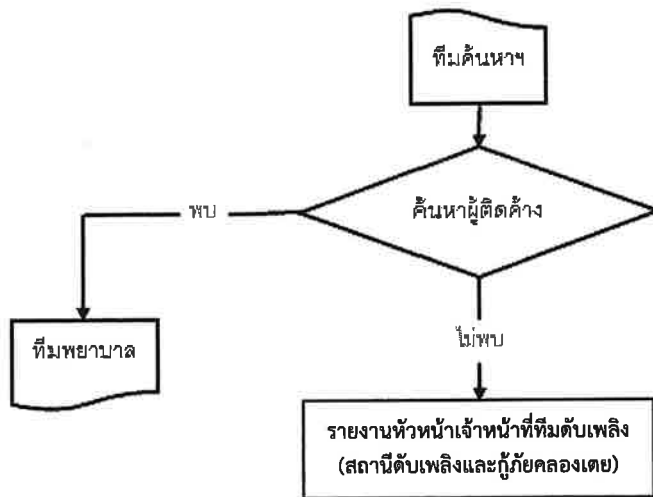 ทีมค้นหาฯ
ค้นหาผู้ติดค้าง
พบ
ทีมพยาบาล
ไม่พบ
รายงานหัวหน้าเจ้าหน้าที่ทีมดับเพลิง
(สถานีดับเพลิงและกู้ภัยคลองเตย)